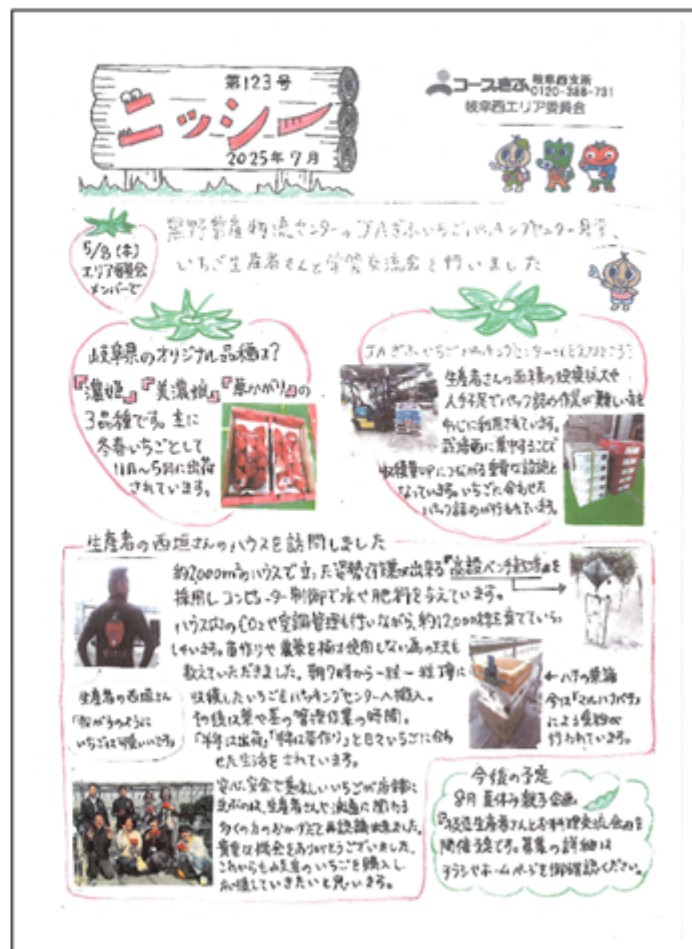 第123号
ニッシー
2025年7月
コープぎふ 岐阜西支所
0120-388-731
岐阜西エリア委員会
5/8(木)
エリア委員会
メンバーで
黒野農産物流センターのJAぎふいちごパッキングセンター見学、
いちご生産者さんと学習交流会を行いました
岐阜県のオリジナル品種は?
『濃姫』『美濃娘』『華かがり』の
3品種です。主に
冬春いちごとして
11月〜5月に出荷
されています。
JAぎふいちごパッキングセンターってどんなところ?
生産者さんの面積の規模拡大や
人手不足でパック詰の作業が難しい方を
中心に利用されています。
栽培面に集中することで
収穫量UPにつながる重要な施設と
なっています。いちごに合わせた
パック詰めが行われています。
生産者の西垣さんのハウスを訪問しました
約2000m²のハウスで立った姿勢で作業が出来る『高設ベンチ栽培』を
採用しコンピューター制御で水や肥料を与えています。
ハウス内のCO2や空調管理も行いながら、約12000株を育てていらっ
しゃいます。苗作りや農薬を極力使用しない為の工夫も
教えていただきました。朝7時から一粒一粒丁寧に
収穫したいちごをパッキングセンターへ搬入。
その後は葉や茎の管理作業の時間。
「半年は出荷」「半年は苗作り」と日々いちごに合わ
せた生活をされています。
生産者の西垣さん
「我が子のように
いちごは可愛いいです。」
←ハチの巣箱
今は『マルハナバチ』
による受粉が
行われています。
安心、安全で美味しいいちごが店舗に
並ぶのは、生産者さんや流通に関わる
多くの方のおかげだと再認識出来ました。
貴重な機会をありがとうございました。
これからも岐阜のいちごを購入し
応援していきたいと思います。
今後の予定
8月 夏休み親子企画
生産者さんとお料理交流会を
開催予定です。募集の詳細は
チラシやホームページを御確認ください。